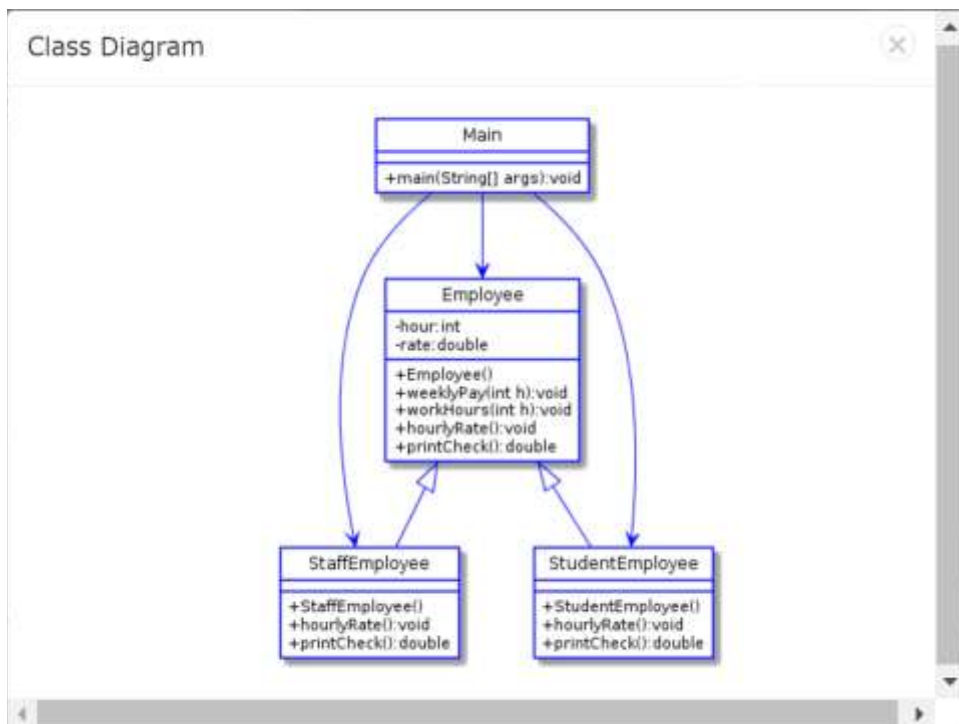 Class Diagram
Main
+main(String[] args):void
Employee
-hour:int
-rate:double
+Employee()
+weeklyPay(int h):void
+workHours(int h):void
+hourlyRate():void
+printCheck():double
StaffEmployee
+StaffEmployee()
+hourlyRate():void
+printCheck():double
StudentEmployee
+StudentEmployee()
+hourlyRate():void
+printCheck():double